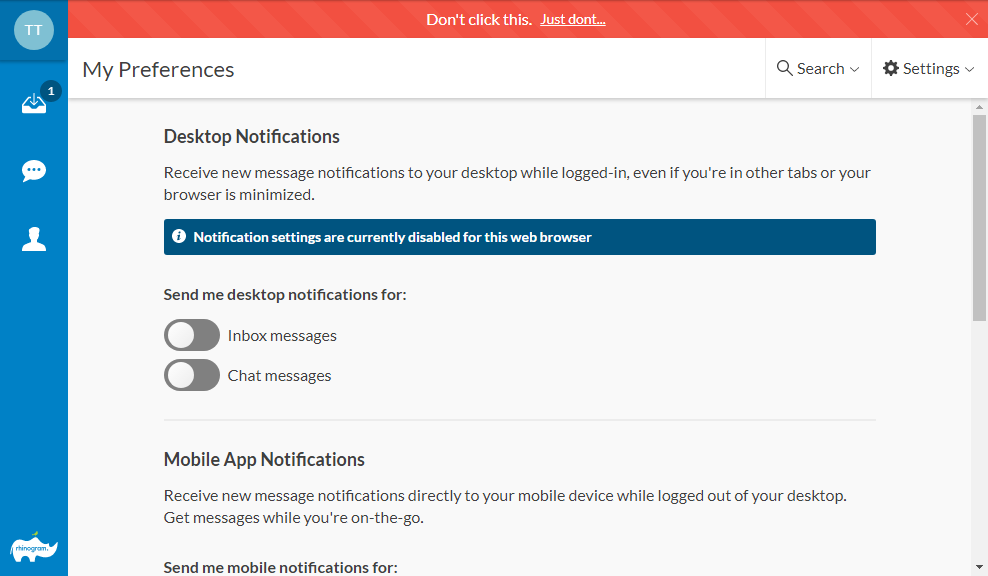 TT
Don't click this. Just dont...
1
My Preferences
Search
Settings
Desktop Notifications
Receive new message notifications to your desktop while logged-in, even if you're in other tabs or your
browser is minimized.
Notification settings are currently disabled for this web browser
Send me desktop notifications for:
Inbox messages
Chat messages
Mobile App Notifications
Receive new message notifications directly to your mobile device while logged out of your desktop.
Get messages while you're on-the-go.
Send me mobile notifications for:
rhinogram